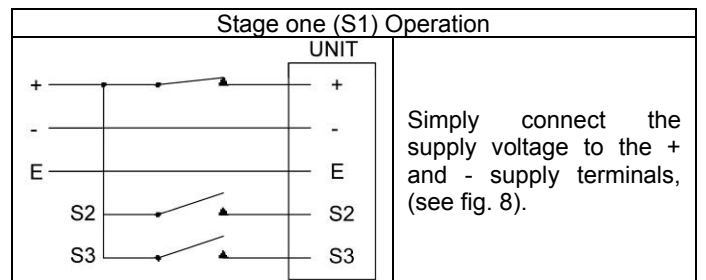 Stage one (S1) Operation
UNIT
+ +
- -
E E
S2 S2
S3 S3
Simply connect the
supply voltage to the +
and - supply terminals,
(see fig. 8).